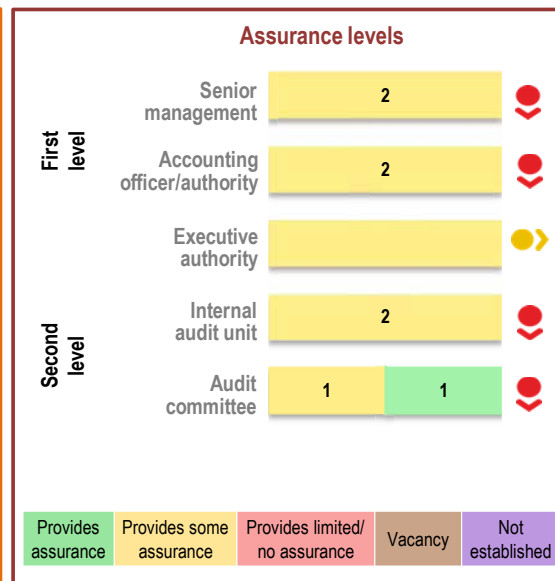 Assurance levels
First
level
Senior
management
2
Accounting
officer/authority
2
Executive
authority
Second
level
Internal
audit unit
2
Audit
committee
1
1
Provides
assurance
Provides some
assurance
Provides limited/
no assurance
Vacancy
Not
established